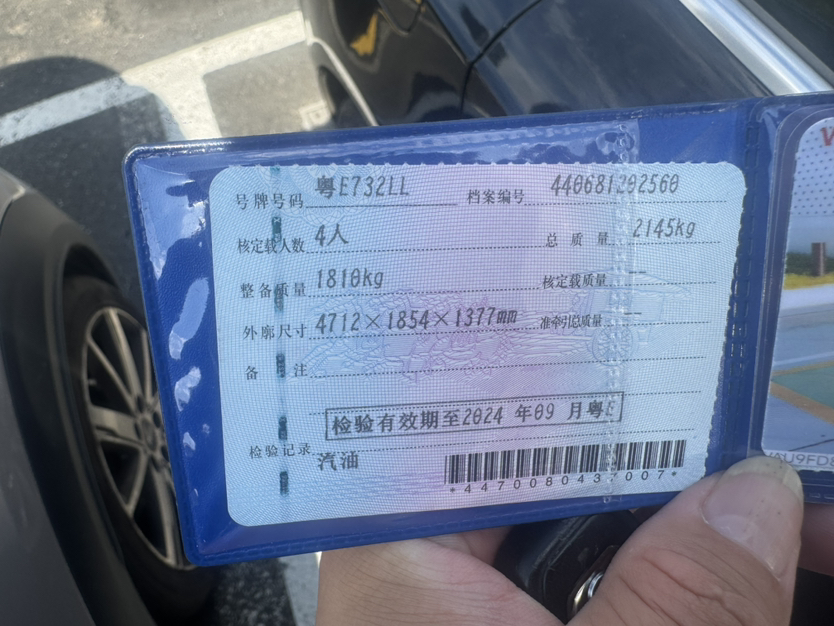 号牌号码 粤E732LL 档案编号 440681202560
核定载人数 4人 总质量 2145kg
整备质量 1810kg 核定载质量 --
外廓尺寸 4712×1854×1377mm 准牵引总质量 --
备注
检验有效期至2024 年09 月粤E
检验记录
汽油
*4470080437007*